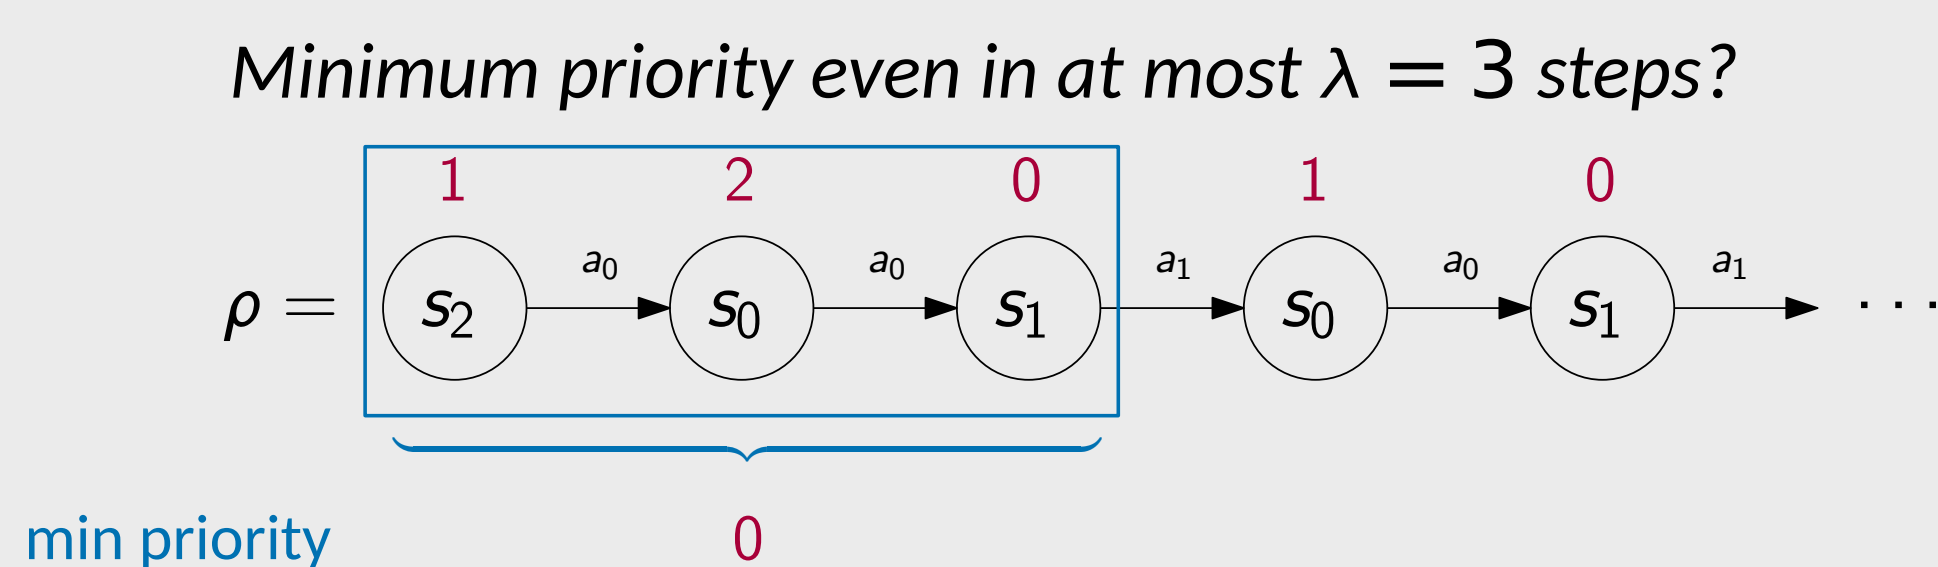 Minimum priority even in at most λ = 3 steps?
1 2 0 1 0
a₀ a₀ a₁ a₀ a₁
ρ = s₂ s₀ s₁ s₀ s₁ ···
min priority 0